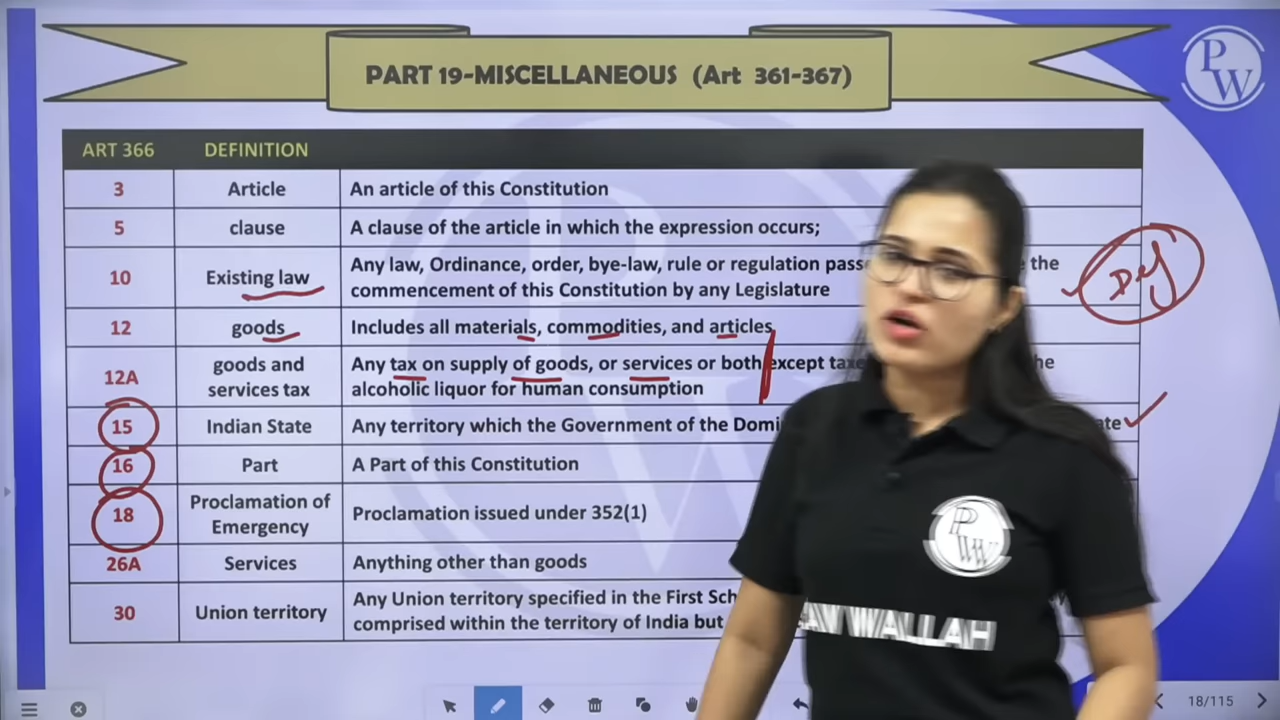 PART 19-MISCELLANEOUS (Art 361-367)
PW
ART 366 DEFINITION
3 Article An article of this Constitution
5 clause A clause of the article in which the expression occurs;
10 Existing law Any law, Ordinance, order, bye-law, rule or regulation the
commencement of this Constitution by any Legislature
Def
12 goods Includes all materials, commodities, and articles
12A goods and services tax Any tax on supply of goods, or services or both except
alcoholic liquor for human consumption
15 Indian State Any territory which the Government of the
16 Part A Part of this Constitution
18 Proclamation of Emergency Proclamation issued under 352(1)
26A Services Anything other than goods
30 Union territory Any Union territory specified in the First
comprised within the territory of India but
PW
WALLAH
18/115